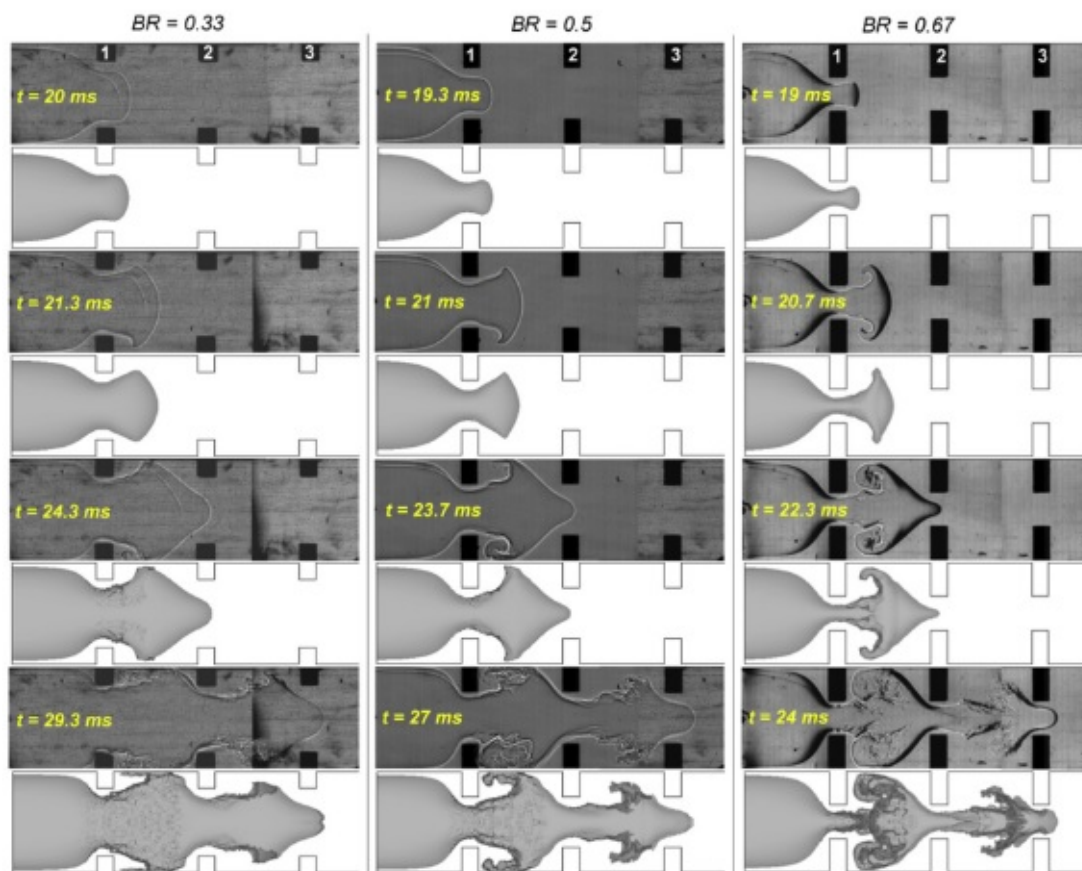 BR = 0.33 BR = 0.5 BR = 0.67
1 2 3 1 2 3 1 2 3
t = 20 ms t = 19.3 ms t = 19 ms
t = 21.3 ms t = 21 ms t = 20.7 ms
t = 24.3 ms t = 23.7 ms t = 22.3 ms
t = 29.3 ms t = 27 ms t = 24 ms